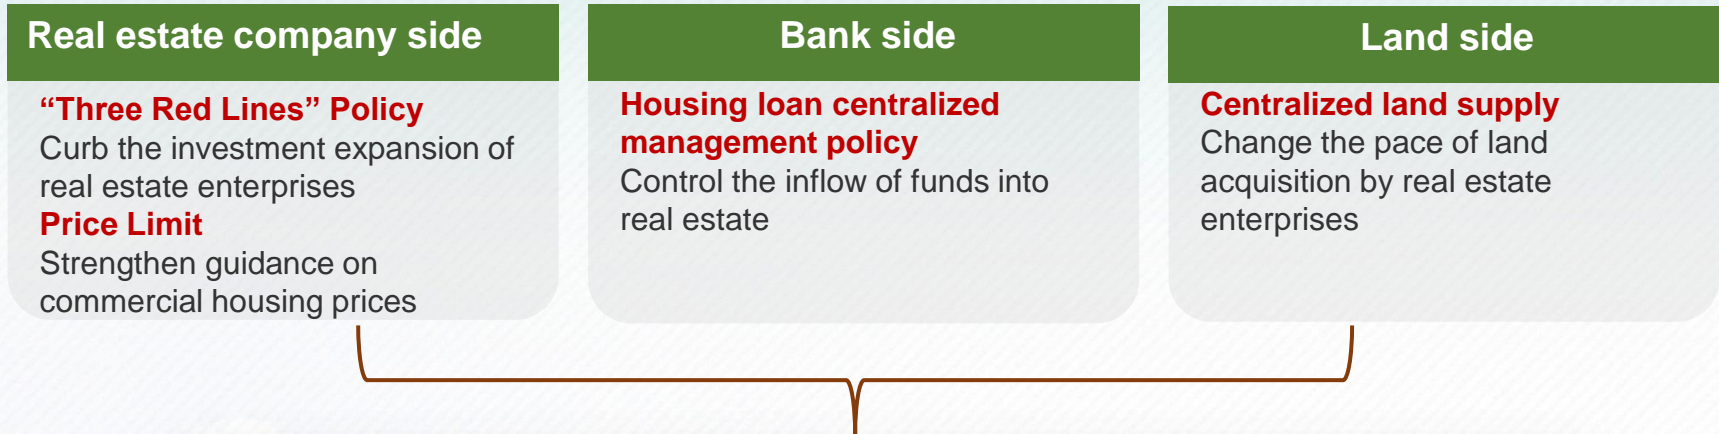 Real estate company side
“Three Red Lines” Policy
Curb the investment expansion of
real estate enterprises
Price Limit
Strengthen guidance on
commercial housing prices
Bank side
Housing loan centralized
management policy
Control the inflow of funds into
real estate
Land side
Centralized land supply
Change the pace of land
acquisition by real estate
enterprises